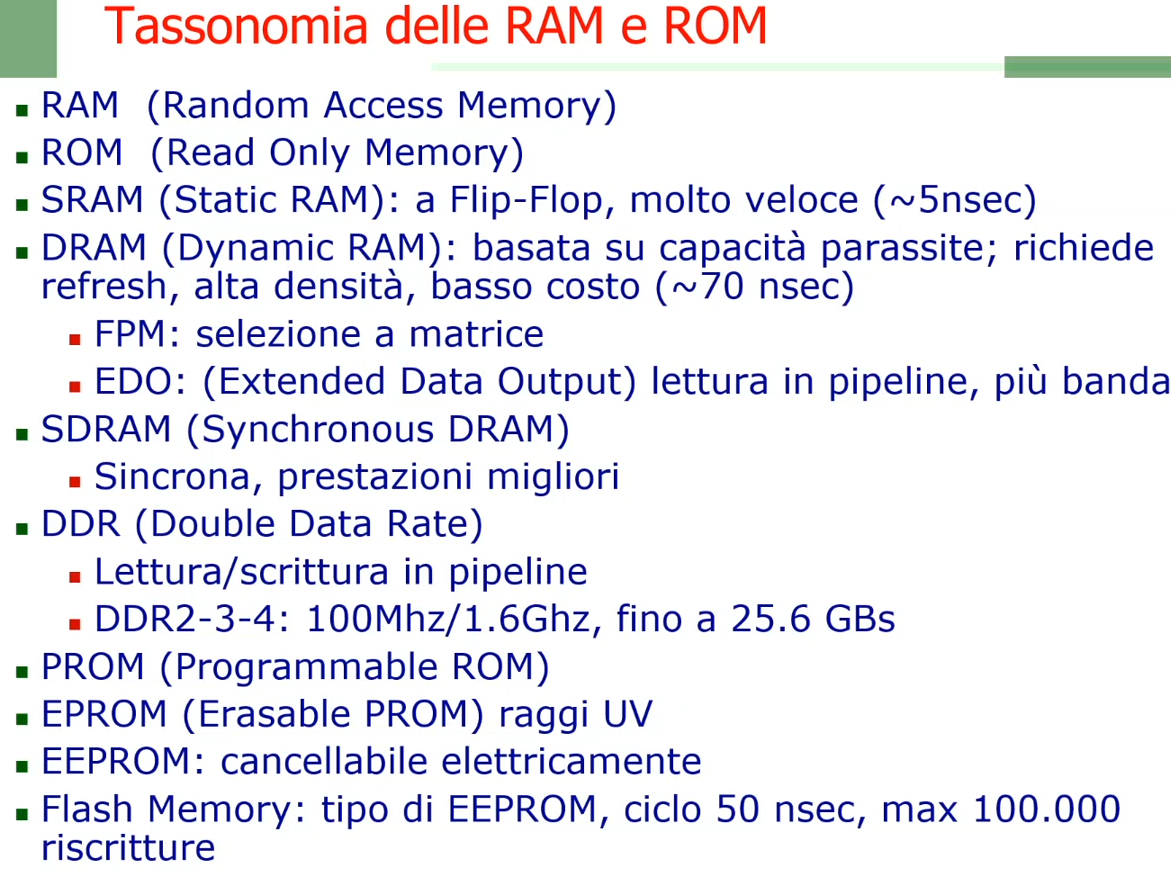 Tassonomia delle RAM e ROM
RAM (Random Access Memory)
ROM (Read Only Memory)
SRAM (Static RAM): a Flip-Flop, molto veloce (~5nsec)
DRAM (Dynamic RAM): basata su capacità parassite; richiede
refresh, alta densità, basso costo (~70 nsec)
FPM: selezione a matrice
EDO: (Extended Data Output) lettura in pipeline, più banda
SDRAM (Synchronous DRAM)
Sincrona, prestazioni migliori
DDR (Double Data Rate)
Lettura/scrittura in pipeline
DDR2-3-4: 100Mhz/1.6Ghz, fino a 25.6 GBs
PROM (Programmable ROM)
EPROM (Erasable PROM) raggi UV
EEPROM: cancellabile elettricamente
Flash Memory: tipo di EEPROM, ciclo 50 nsec, max 100.000
riscritture